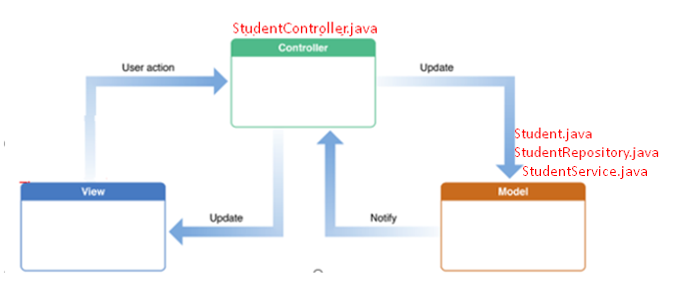 StudentController.java
Controller
User action
Update
Student.java
StudentRepository.java
StudentService.java
View
Model
Update
Notify